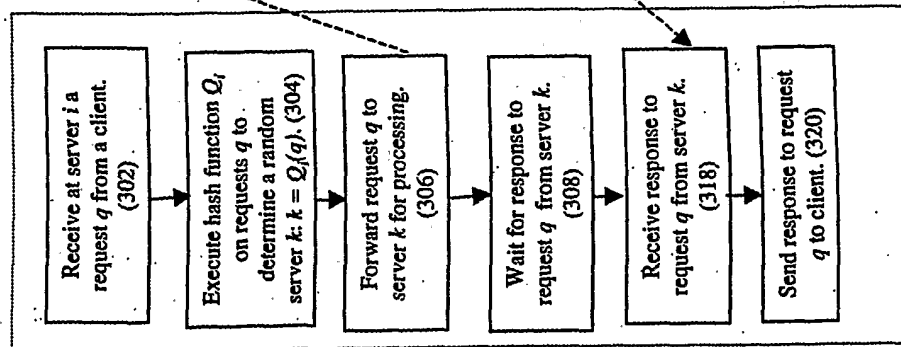 Receive at server i a
request q from a client.
(302)
Execute hash function Qi
on requests q to
determine a random
server k: k = Qi(q). (304)
Forward request q to
server k for processing.
(306)
Wait for response to
request q from server k.
(308)
Receive response to
request q from server k.
(318)
Send response to request
q to client. (320)